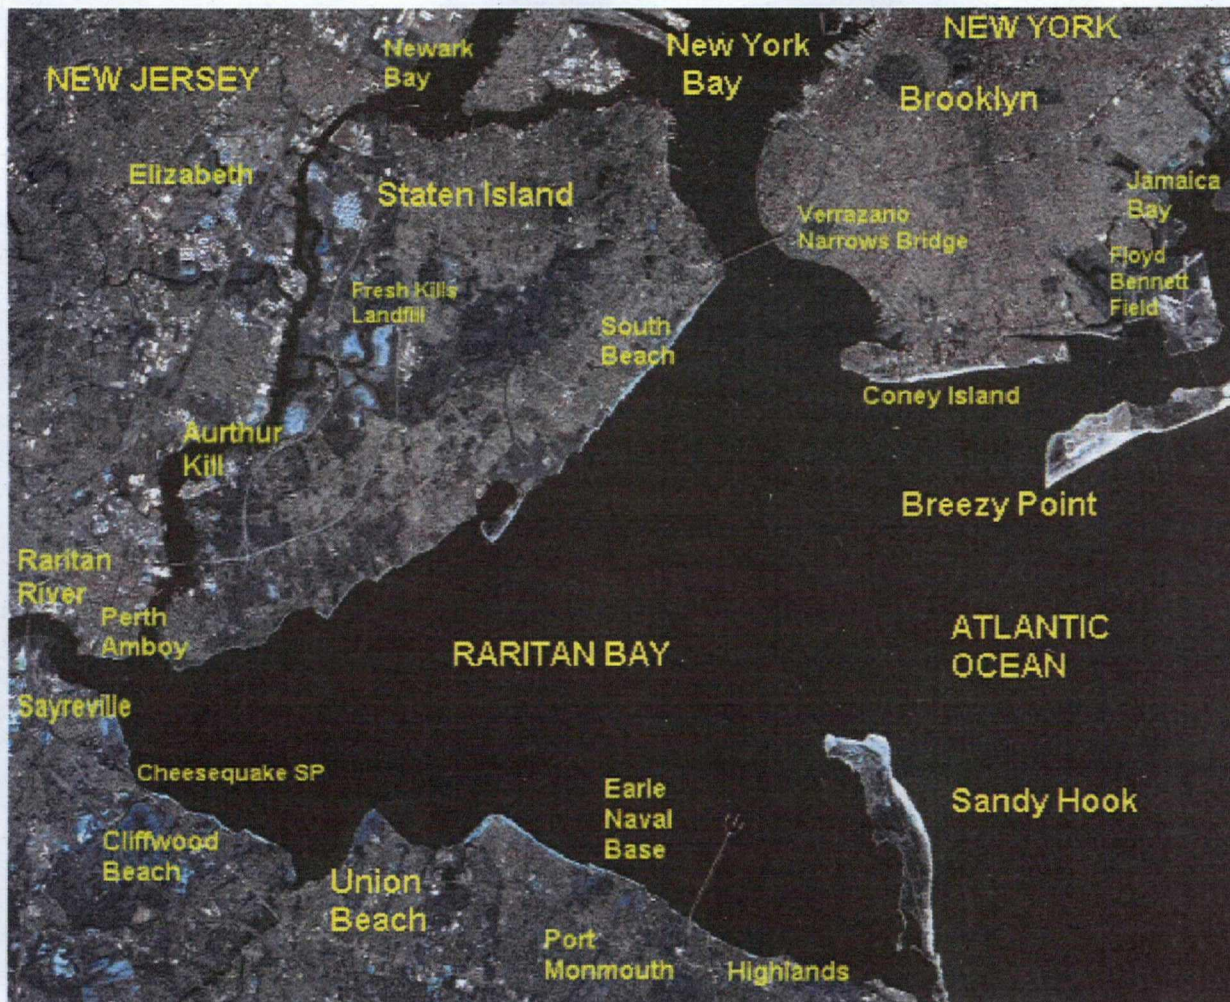 NEW YORK
Newark
Bay
New York
Bay
NEW JERSEY
Brooklyn
Elizabeth
Staten Island
Jamaica
Bay
Verrazano
Narrows Bridge
Floyd
Bennett
Field
Fresh Kills
Landfill
South
Beach
Coney Island
Aurthur
Kill
Breezy Point
Raritan
River
Perth
Amboy
RARITAN BAY
ATLANTIC
OCEAN
Sayreville
Cheesequake SP
Earle
Naval
Base
Sandy Hook
Cliffwood
Beach
Union
Beach
Port
Monmouth
Highlands